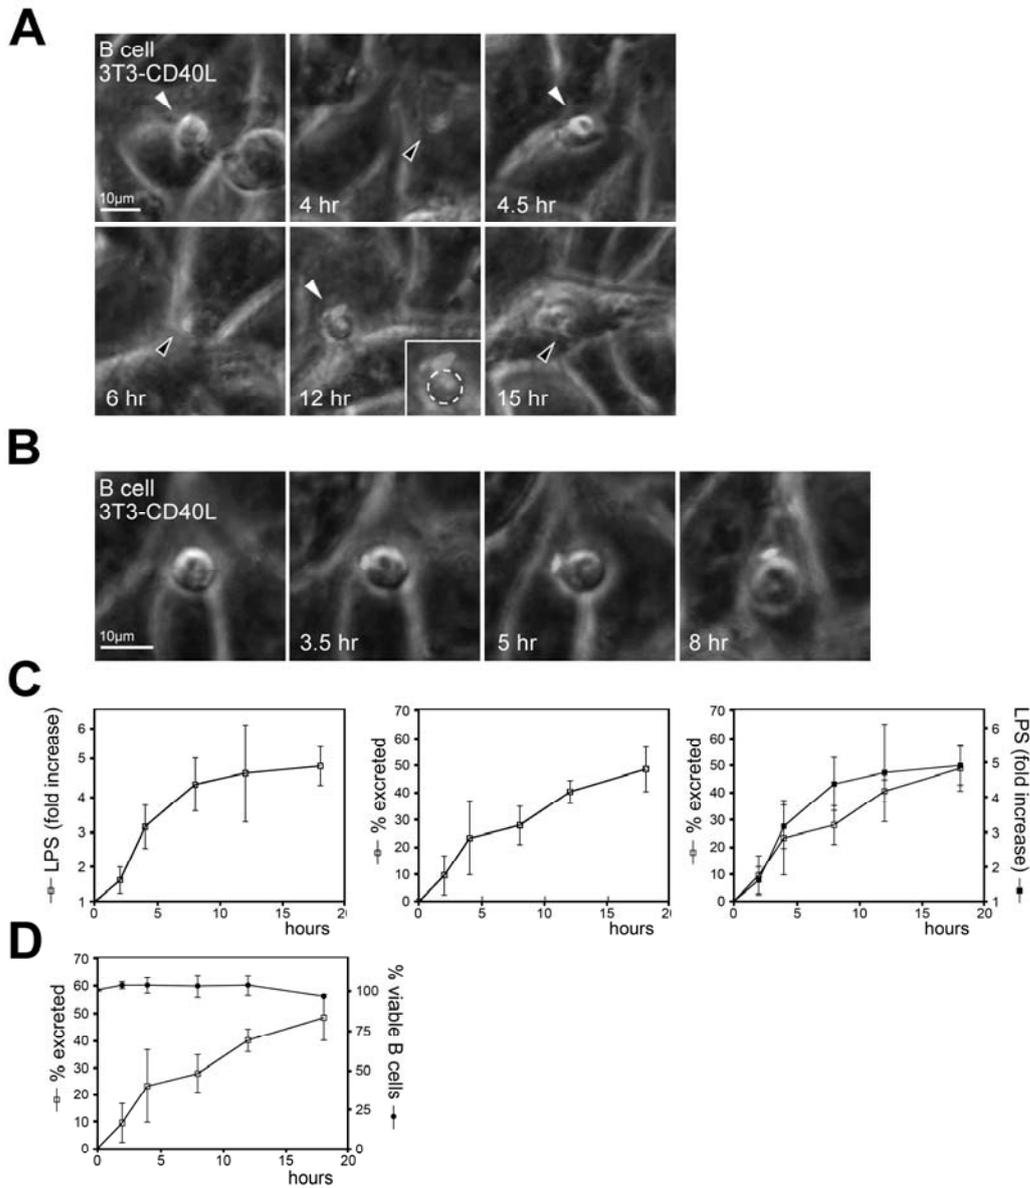 A
B cell
3T3-CD40L
10µm
4 hr
4.5 hr
6 hr
12 hr
15 hr
B
B cell
3T3-CD40L
10µm
3.5 hr
5 hr
8 hr
C
LPS (fold increase)
6
5
4
3
2
1
0 5 10 15 20
hours
% excreted
70
60
50
40
30
20
10
0
0 5 10 15 20
hours
% excreted
70
60
50
40
30
20
10
0
LPS
(fold increase)
6
5
4
3
2
1
0 5 10 15 20
hours
D
% excreted
70
60
50
40
30
20
10
0
% viable B cells
100
75
50
25
0
0 5 10 15 20
hours